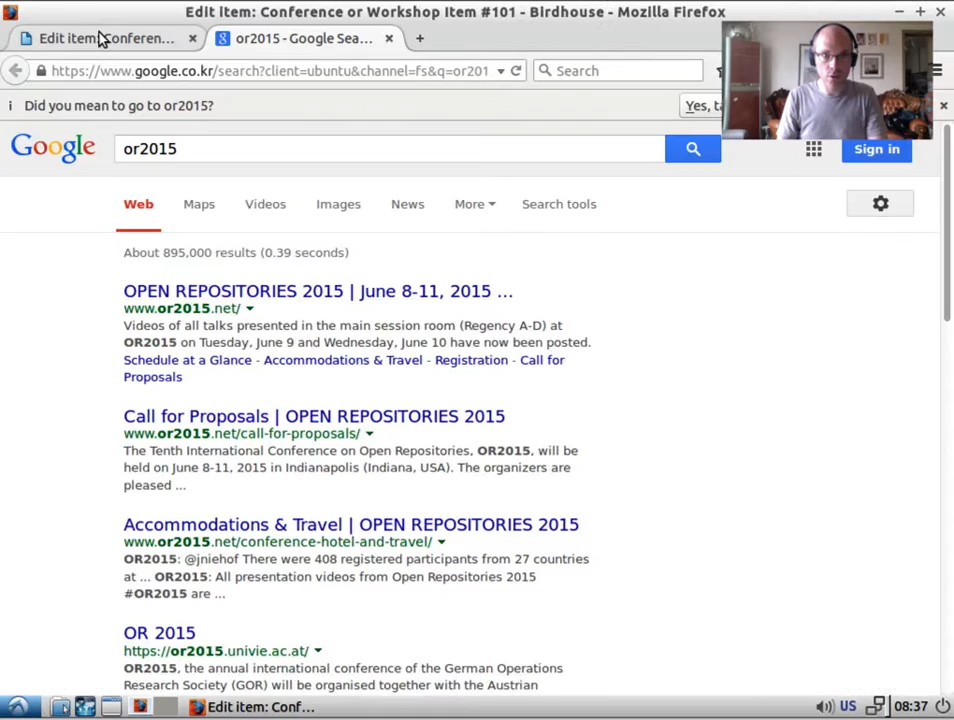 Edit item: Conference or Workshop Item #101 - Birdhouse - Mozilla Firefox
Edit item: Conferen...
or2015 - Google Sea...
https://www.google.co.kr/search?client=ubuntu&channel=fs&q=or201
Search
Did you mean to go to or2015?
Yes, ta
Google
or2015
Sign in
Web
Maps
Videos
Images
News
More
Search tools
About 895,000 results (0.39 seconds)
OPEN REPOSITORIES 2015 | June 8-11, 2015 ...
www.or2015.net/
Videos of all talks presented in the main session room (Regency A-D) at
OR2015 on Tuesday, June 9 and Wednesday, June 10 have now been posted.
Schedule at a Glance - Accommodations & Travel - Registration - Call for
Proposals
Call for Proposals | OPEN REPOSITORIES 2015
www.or2015.net/call-for-proposals/
The Tenth International Conference on Open Repositories, OR2015, will be
held on June 8-11, 2015 in Indianapolis (Indiana, USA). The organizers are
pleased ...
Accommodations & Travel | OPEN REPOSITORIES 2015
www.or2015.net/conference-hotel-and-travel/
OR2015: @jniehof There were 408 registered participants from 27 countries
at ... OR2015: All presentation videos from Open Repositories 2015
#OR2015 are ...
OR 2015
https://or2015.univie.ac.at/
OR2015, the annual international conference of the German Operations
Research Society (GOR) will be organised together with the Austrian
Edit item: Conf...
US
08:37